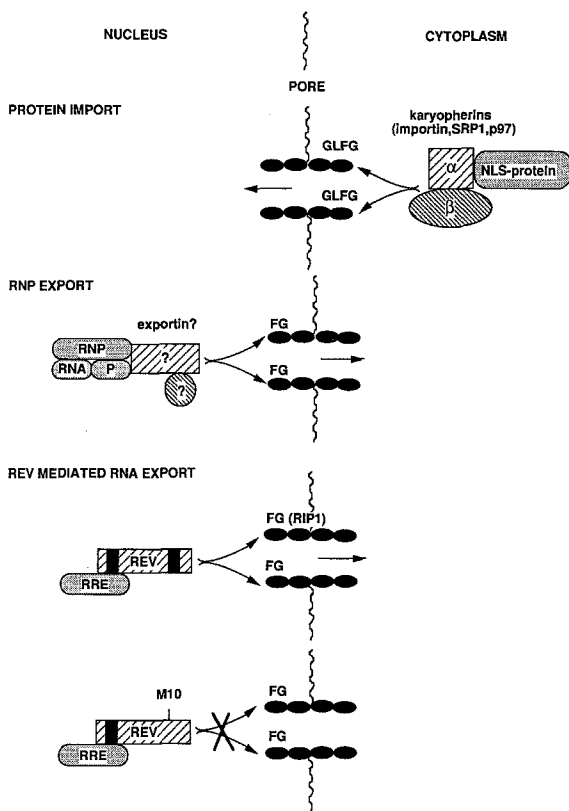 NUCLEUS
CYTOPLASM
PORE
PROTEIN IMPORT
karyopherins
(importin,SRP1,p97)
GLFG
α
NLS-protein
GLFG
β
RNP EXPORT
exportin?
FG
RNP
?
RNA
P
FG
?
REV MEDIATED RNA EXPORT
FG (RIP1)
REV
FG
RRE
M10
FG
REV
FG
RRE